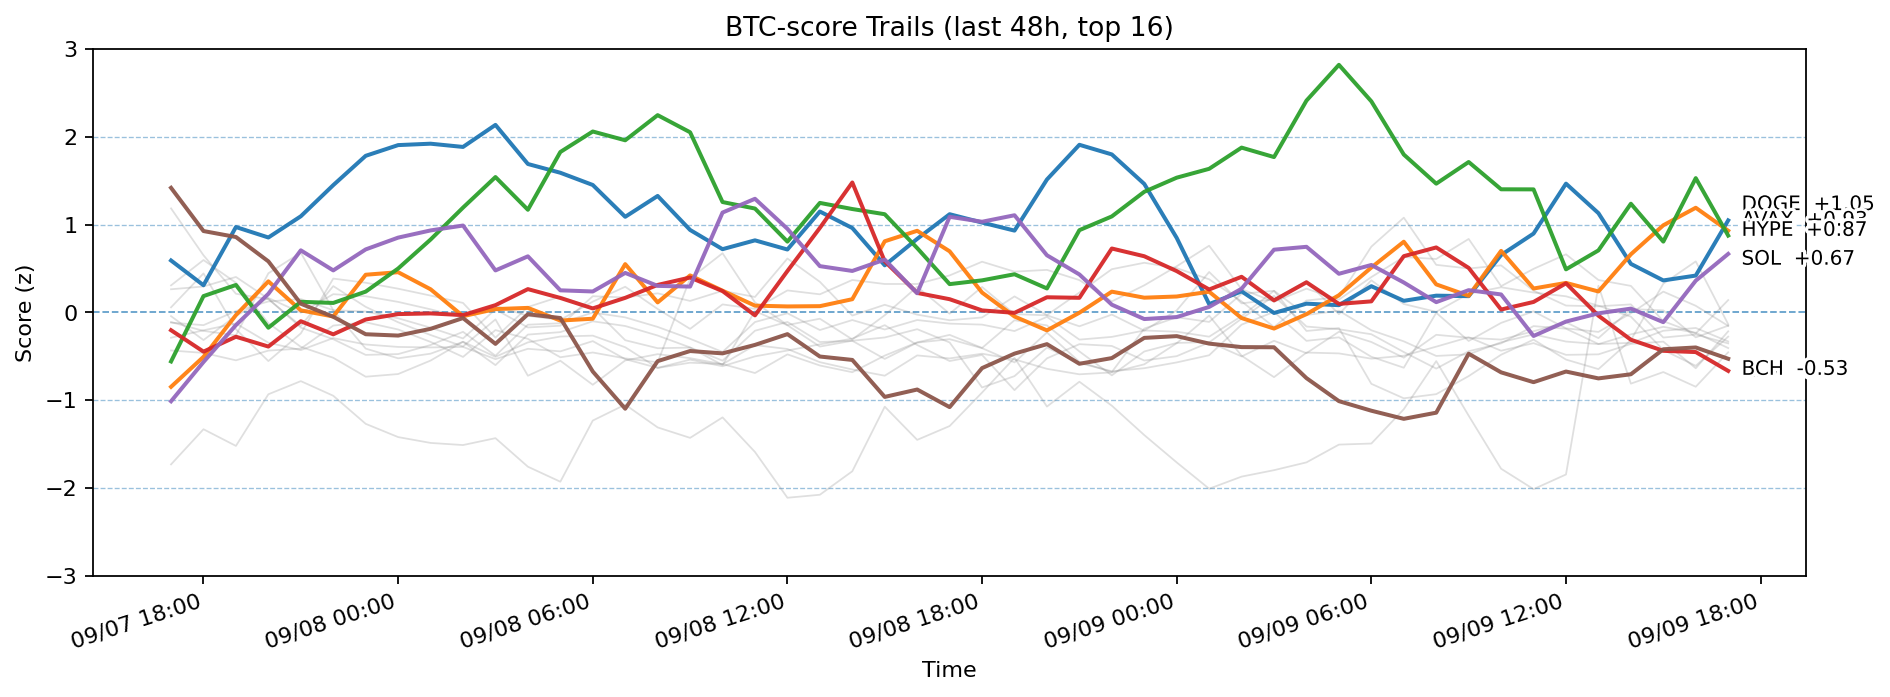 BTC-score Trails (last 48h, top 16)
Score (z)
3
2
1
0
−1
−2
−3
DOGE +1.05
AVAX +0.93
HYPE +0.87
SOL +0.67
BCH -0.53
09/07 18:00
09/08 00:00
09/08 06:00
09/08 12:00
09/08 18:00
09/09 00:00
09/09 06:00
09/09 12:00
09/09 18:00
Time